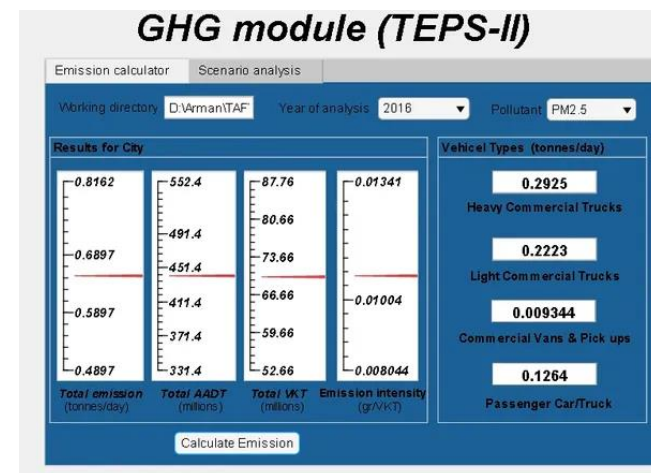 GHG module (TEPS-II)
Emission calculator Scenario analysis
Working directory D:\Arman\TAF Year of analysis 2016 Pollutant PM2.5
Results for City
0.8162
0.6897
0.5897
0.4897
Total emission
(tonnes/day)
552.4
491.4
451.4
411.4
371.4
331.4
Total AADT
(millions)
87.76
80.66
73.66
66.66
59.66
52.66
Total VKT
(millions)
0.01341
0.01004
0.008044
Emission intensity
(gr/VKT)
Calculate Emission
Vehicel Types (tonnes/day)
0.2925
Heavy Commercial Trucks
0.2223
Light Commercial Trucks
0.009344
Commercial Vans & Pick ups
0.1264
Passenger Car/Truck